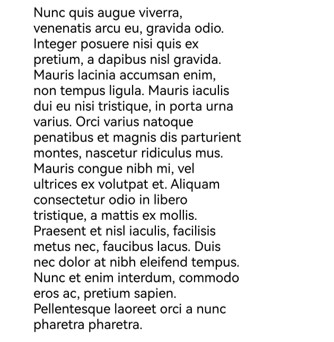 Nunc quis augue viverra,
venenatis arcu eu, gravida odio.
Integer posuere nisi quis ex
pretium, a dapibus nisl gravida.
Mauris lacinia accumsan enim,
non tempus ligula. Mauris iaculis
dui eu nisi tristique, in porta urna
varius. Orci varius natoque
penatibus et magnis dis parturient
montes, nascetur ridiculus mus.
Mauris congue nibh mi, vel
ultrices ex volutpat et. Aliquam
consectetur odio in libero
tristique, a mattis ex mollis.
Praesent et nisl iaculis, facilisis
metus nec, faucibus lacus. Duis
nec dolor at nibh eleifend tempus.
Nunc et enim interdum, commodo
eros ac, pretium sapien.
Pellentesque laoreet orci a nunc
pharetra pharetra.